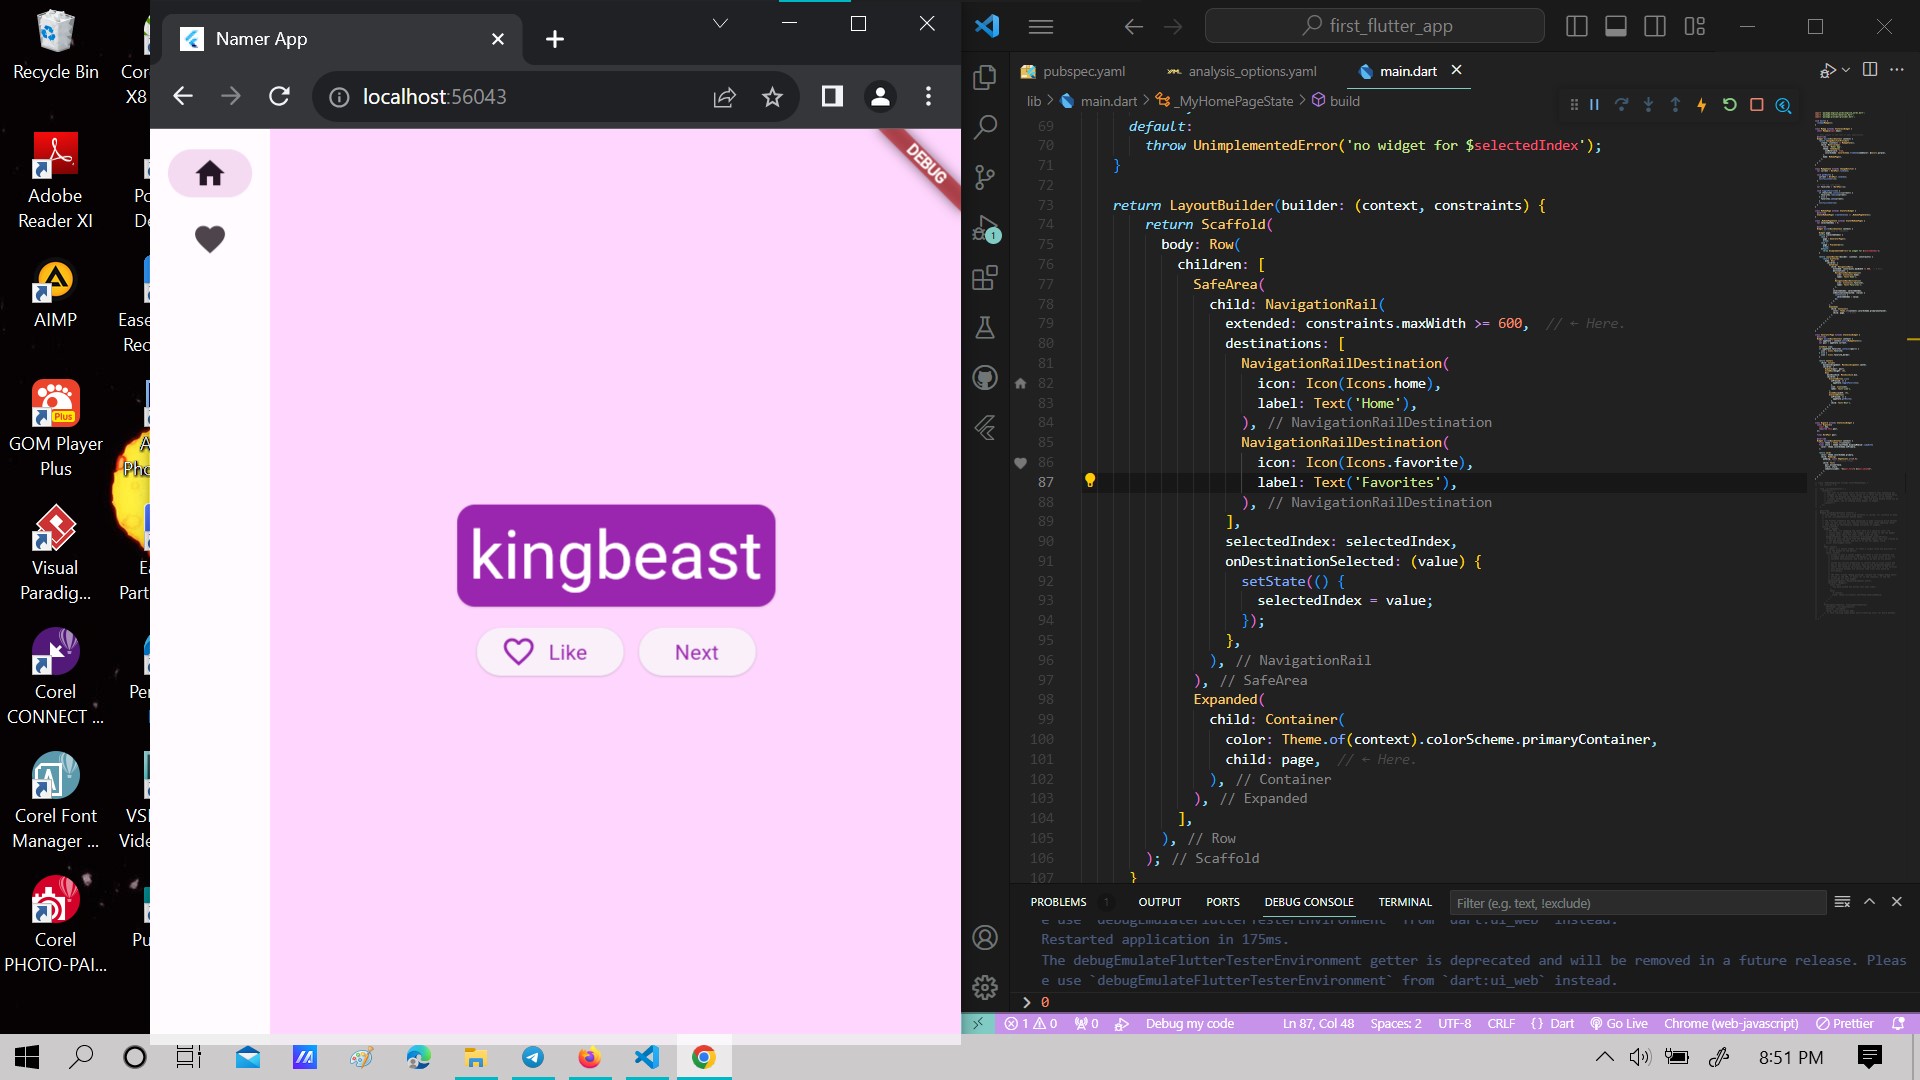 Recycle Bin
Cor
X8
Adobe
Reader XI
Po
De
AIMP
Ease
Rec
GOM Player
Plus
A
Pho
Visual
Paradig...
Ea
Part
Corel
CONNECT ...
Per
Corel Font
Manager ...
VSI
Vide
Corel
PHOTO-PAI...
Pu
Namer App
localhost:56043
DEBUG
kingbeast
Like
Next
first_flutter_app
pubspec.yaml
analysis_options.yaml
main.dart
lib > main.dart > _MyHomePageState > build
69 default:
70 throw UnimplementedError('no widget for $selectedIndex');
71 }
72
73 return LayoutBuilder(builder: (context, constraints) {
74 return Scaffold(
75 body: Row(
76 children: [
77 SafeArea(
78 child: NavigationRail(
79 extended: constraints.maxWidth >= 600, // ← Here.
80 destinations: [
81 NavigationRailDestination(
82 icon: Icon(Icons.home),
83 label: Text('Home'),
84 ), // NavigationRailDestination
85 NavigationRailDestination(
86 icon: Icon(Icons.favorite),
87 label: Text('Favorites'),
88 ), // NavigationRailDestination
89 ],
90 selectedIndex: selectedIndex,
91 onDestinationSelected: (value) {
92 setState(() {
93 selectedIndex = value;
94 });
95 },
96 ), // NavigationRail
97 ), // SafeArea
98 Expanded(
99 child: Container(
100 color: Theme.of(context).colorScheme.primaryContainer,
101 child: page, // ← Here.
102 ), // Container
103 ), // Expanded
104 ],
105 ), // Row
106 ); // Scaffold
107 }
PROBLEMS 1 OUTPUT PORTS DEBUG CONSOLE TERMINAL Filter (e.g. text, !exclude)
e use `debugEmulateFlutterTesterEnvironment` from `dart:ui_web` instead.
Restarted application in 175ms.
The debugEmulateFlutterTesterEnvironment getter is deprecated and will be removed in a future release. Pleas
e use `debugEmulateFlutterTesterEnvironment` from `dart:ui_web` instead.
> 0
1 0 0 Debug my code Ln 87, Col 48 Spaces: 2 UTF-8 CRLF {} Dart Go Live Chrome (web-javascript) Prettier
8:51 PM